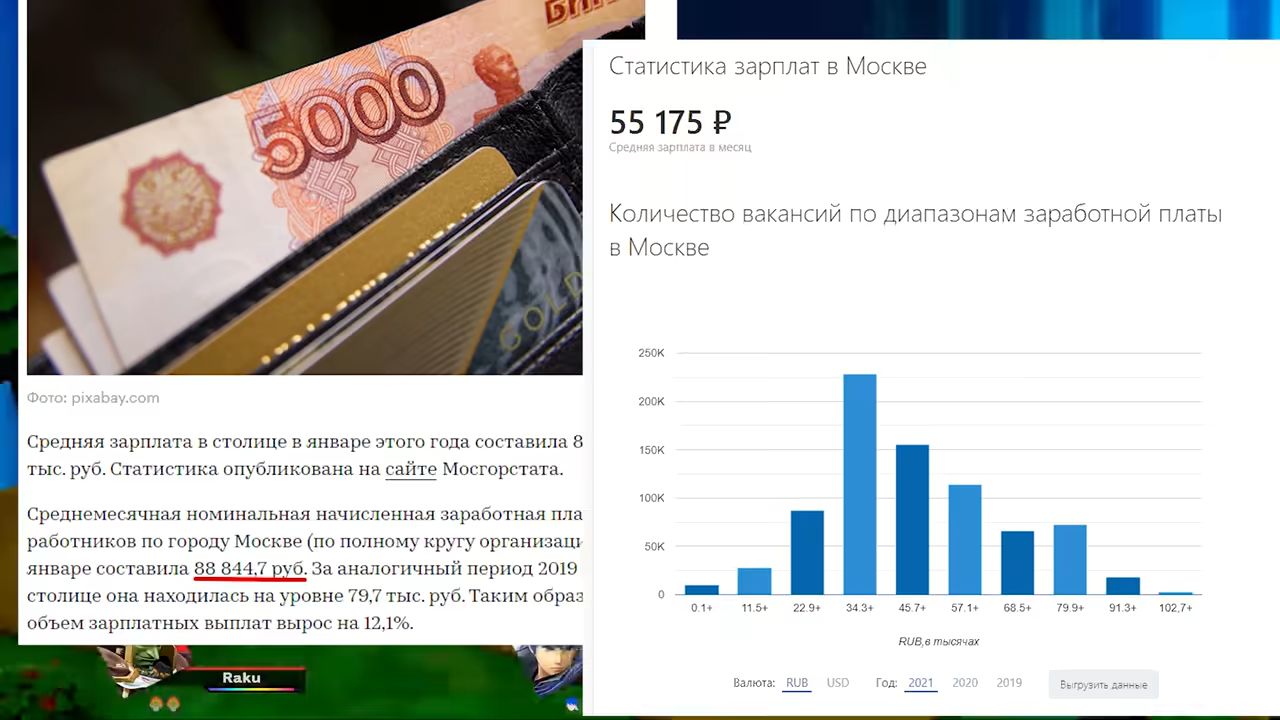 5000
GOLD
Фото: pixabay.com
Средняя зарплата в столице в январе этого года составила 8
тыс. руб. Статистика опубликована на сайте Мосгорстата.
Среднемесячная номинальная начисленная заработная пла
работников по городу Москве (по полному кругу организаци
январе составила 88 844,7 руб. За аналогичный период 2019
столице она находилась на уровне 79,7 тыс. руб. Таким образ
объем зарплатных выплат вырос на 12,1%.
Raku
Статистика зарплат в Москве
55 175 ₽
Средняя зарплата в месяц
Количество вакансий по диапазонам заработной платы
в Москве
250K
200K
150K
100K
50K
0
0.1+ 11.5+ 22.9+ 34.3+ 45.7+ 57.1+ 68.5+ 79.9+ 91.3+ 102,7+
RUB,в тысячах
Валюта: RUB USD Год: 2021 2020 2019 Выгрузить данные